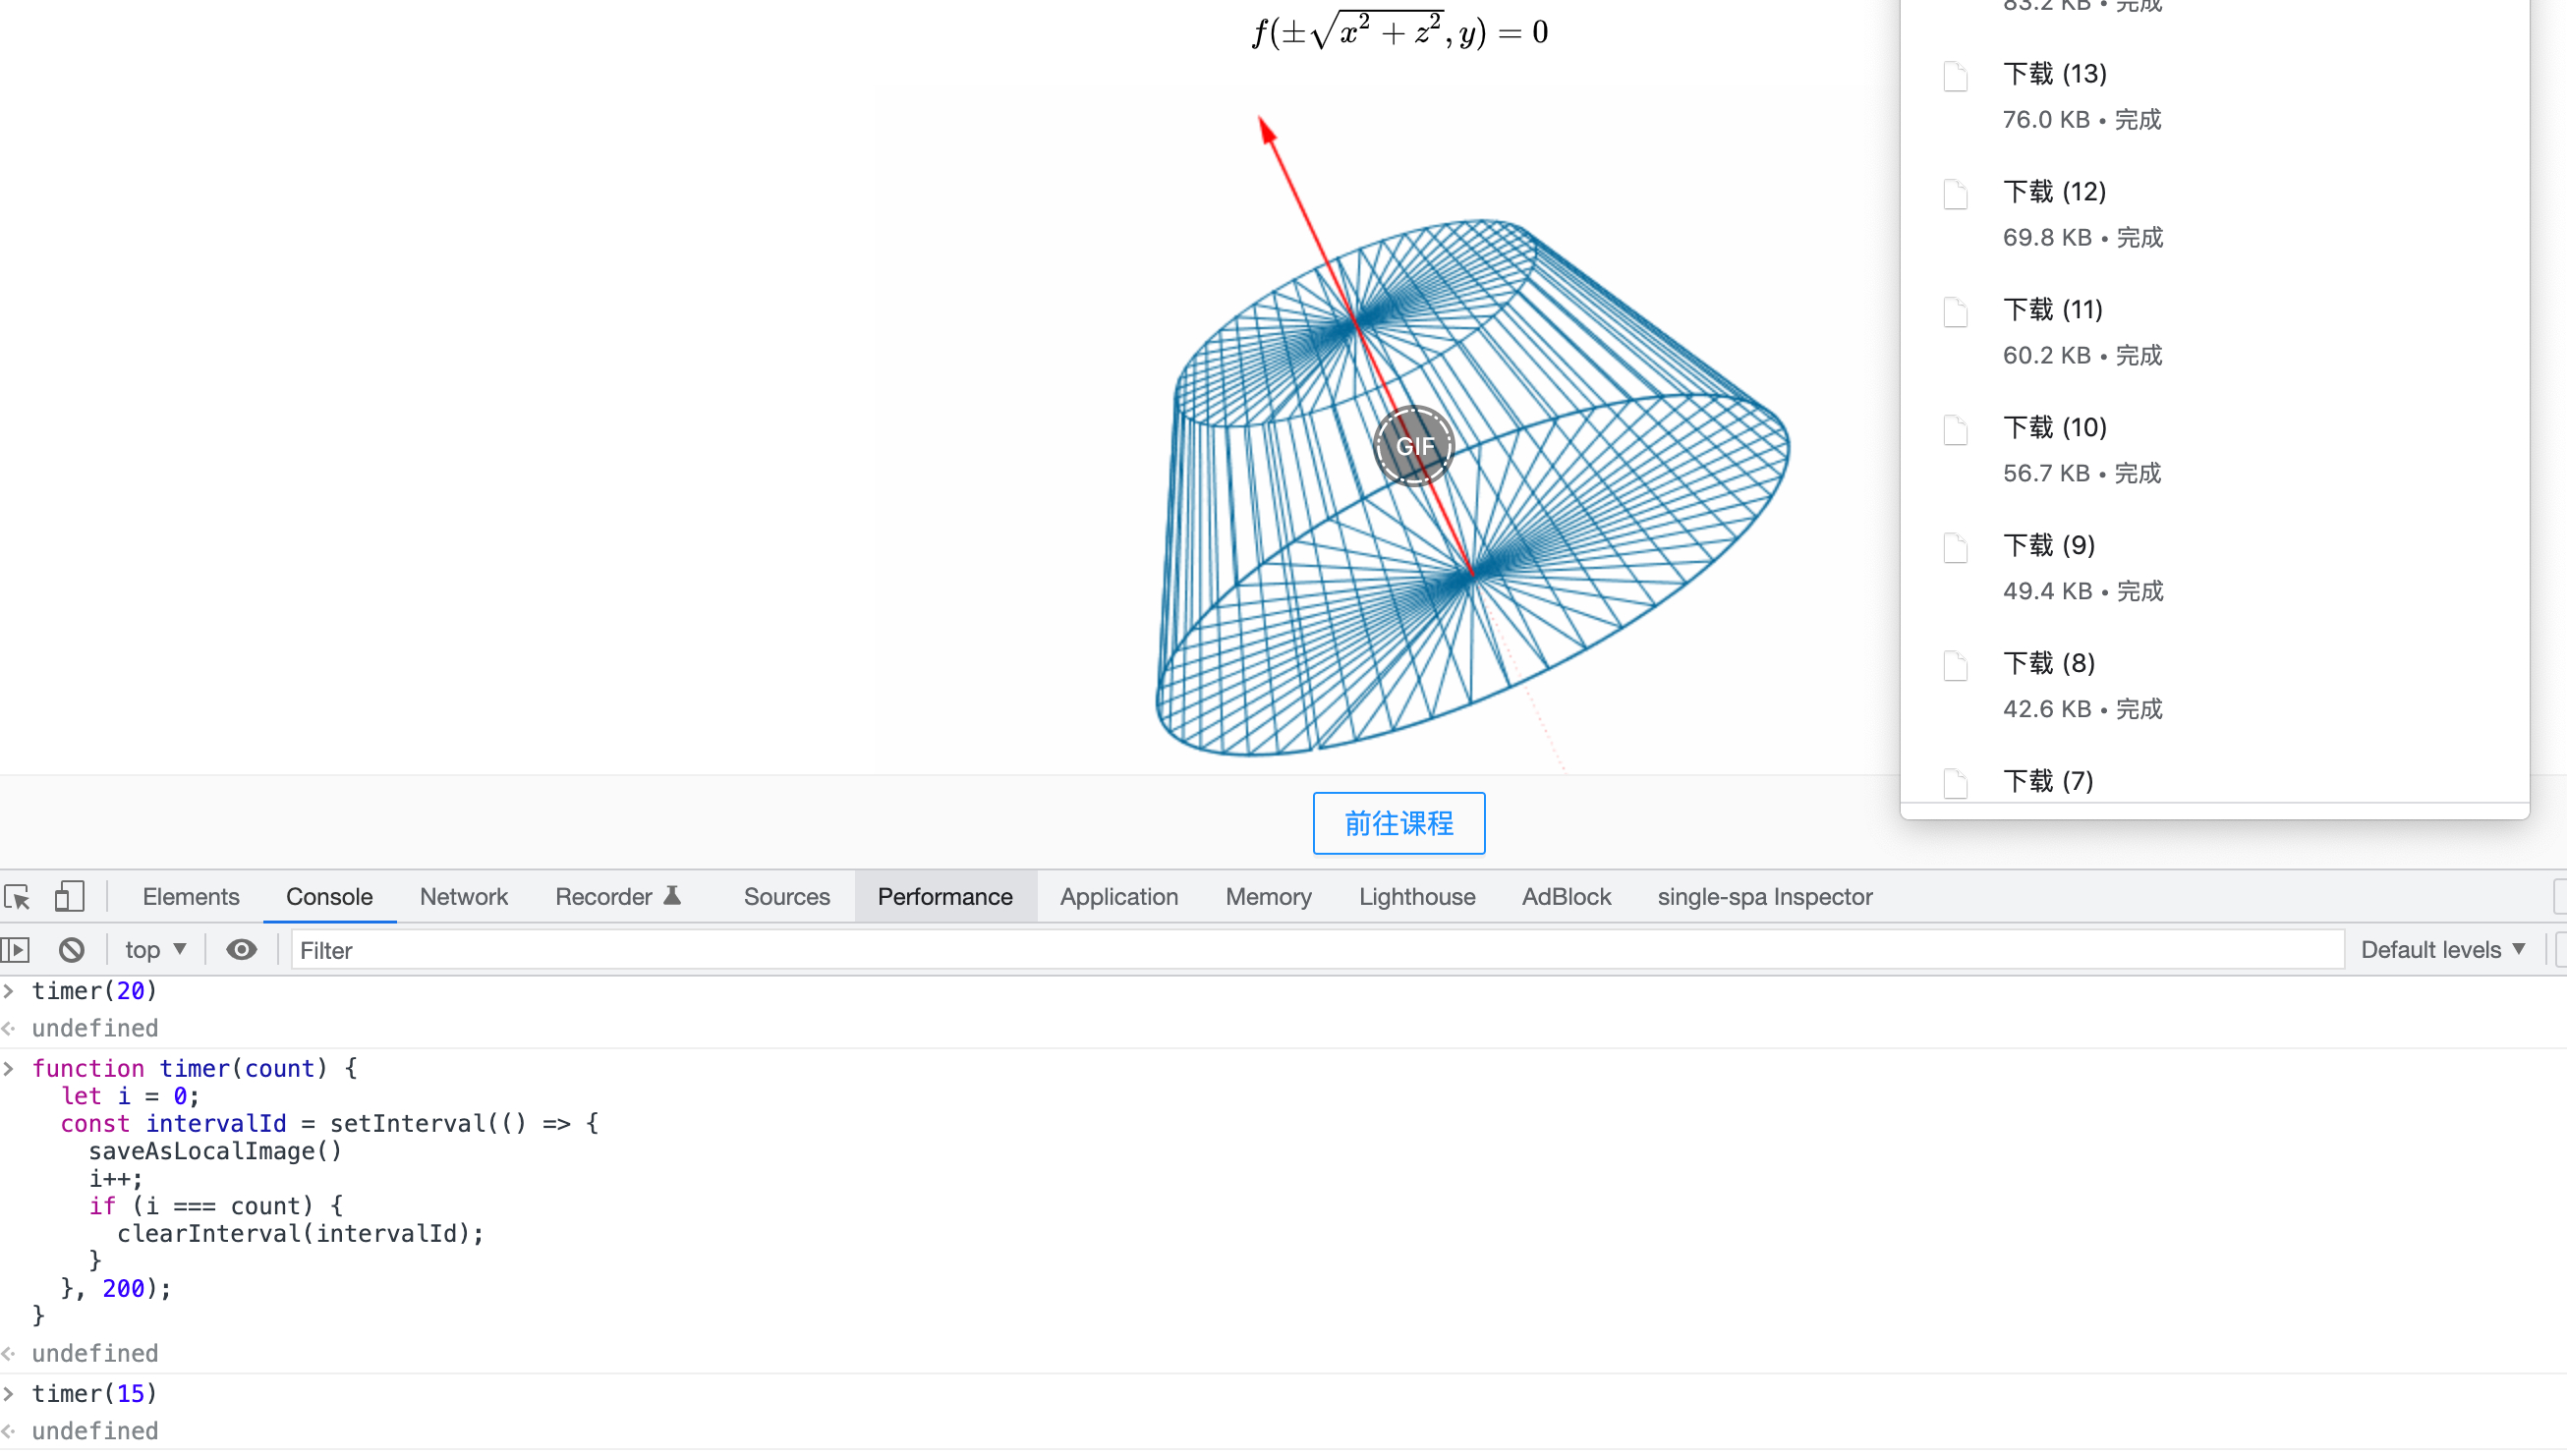 f(±√x² + z², y) = 0
83.2 KB • 完成
下载 (13)
76.0 KB • 完成
下载 (12)
69.8 KB • 完成
下载 (11)
60.2 KB • 完成
下载 (10)
56.7 KB • 完成
下载 (9)
49.4 KB • 完成
下载 (8)
42.6 KB • 完成
下载 (7)
GIF
前往课程
Elements Console Network Recorder Sources Performance Application Memory Lighthouse AdBlock single-spa Inspector
top ▼ Filter Default levels ▼
> timer(20)
undefined
> function timer(count) {
let i = 0;
const intervalId = setInterval(() => {
saveAsLocalImage()
i++;
if (i === count) {
clearInterval(intervalId);
}
}, 200);
}
undefined
> timer(15)
undefined